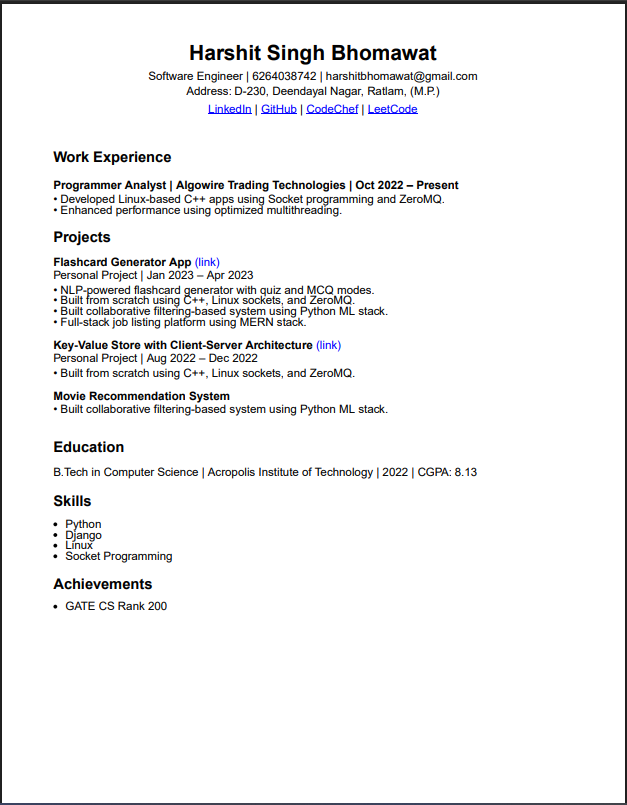 Harshit Singh Bhomawat
Software Engineer | 6264038742 | harshitbhomawat@gmail.com
Address: D-230, Deendayal Nagar, Ratlam, (M.P.)
LinkedIn | GitHub | CodeChef | LeetCode
Work Experience
Programmer Analyst | Algowire Trading Technologies | Oct 2022 – Present
• Developed Linux-based C++ apps using Socket programming and ZeroMQ.
• Enhanced performance using optimized multithreading.
Projects
Flashcard Generator App (link)
Personal Project | Jan 2023 – Apr 2023
• NLP-powered flashcard generator with quiz and MCQ modes.
• Built from scratch using C++, Linux sockets, and ZeroMQ.
• Built collaborative filtering-based system using Python ML stack.
• Full-stack job listing platform using MERN stack.
Key-Value Store with Client-Server Architecture (link)
Personal Project | Aug 2022 – Dec 2022
• Built from scratch using C++, Linux sockets, and ZeroMQ.
Movie Recommendation System
• Built collaborative filtering-based system using Python ML stack.
Education
B.Tech in Computer Science | Acropolis Institute of Technology | 2022 | CGPA: 8.13
Skills
• Python
• Django
• Linux
• Socket Programming
Achievements
• GATE CS Rank 200